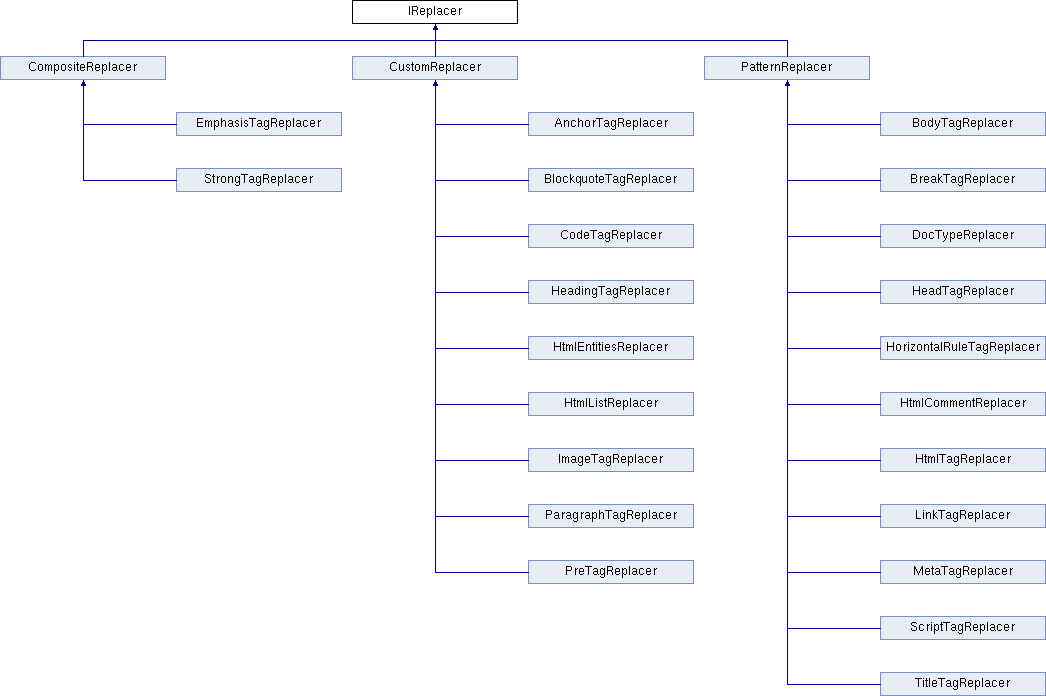 IReplacer
CompositeReplacer
CustomReplacer
PatternReplacer
EmphasisTagReplacer
AnchorTagReplacer
BodyTagReplacer
StrongTagReplacer
BlockquoteTagReplacer
BreakTagReplacer
CodeTagReplacer
DocTypeReplacer
HeadingTagReplacer
HeadTagReplacer
HtmlEntitiesReplacer
HorizontalRuleTagReplacer
HtmlListReplacer
HtmlCommentReplacer
ImageTagReplacer
HtmlTagReplacer
ParagraphTagReplacer
LinkTagReplacer
PreTagReplacer
MetaTagReplacer
ScriptTagReplacer
TitleTagReplacer